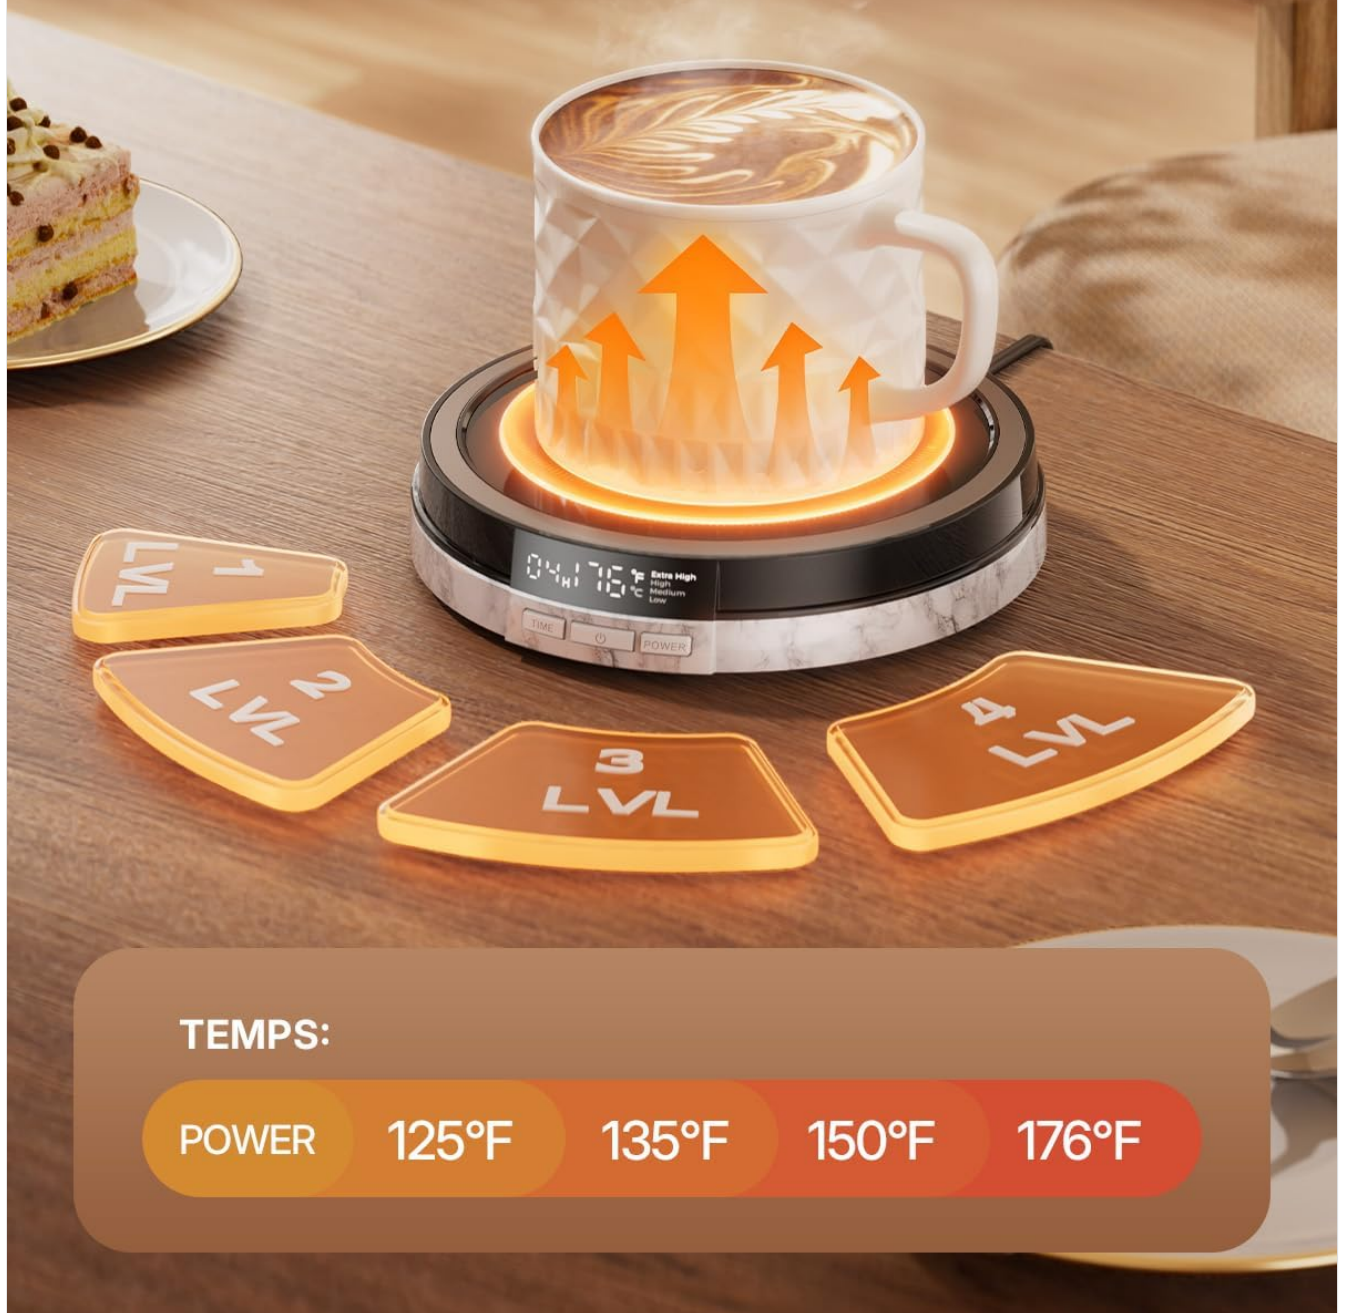 04H 176 °F °C
Extra High
High
Medium
Low
TIME POWER
1
LVL
2
LVL
3
LVL
4
LVL
TEMPS:
POWER 125°F 135°F 150°F 176°F